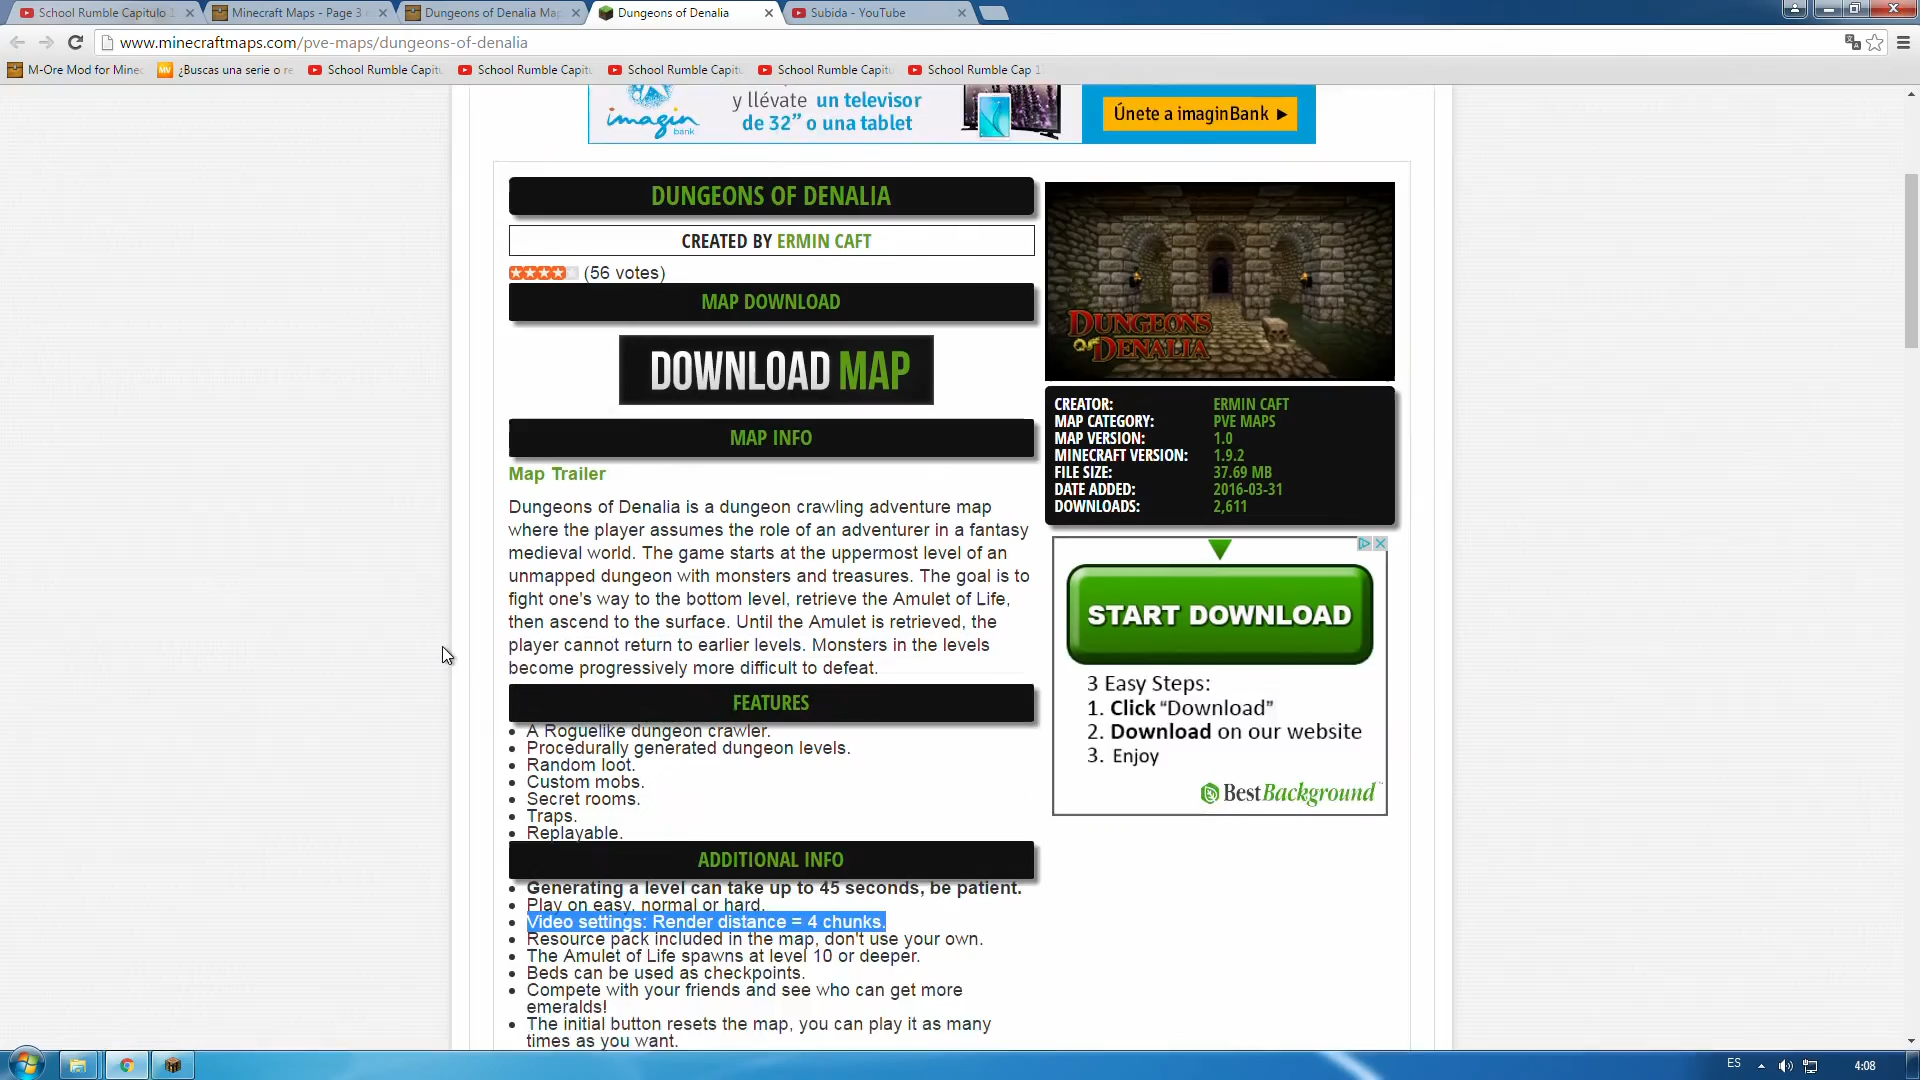 School Rumble Capitulo 1
Minecraft Maps - Page 3
Dungeons of Denalia Ma
Dungeons of Denalia
Subida - YouTube
www.minecraftmaps.com/pve-maps/dungeons-of-denalia
M-Ore Mod for Minec
¿Buscas una serie o re
School Rumble Capitu
School Rumble Capitu
School Rumble Capitu
School Rumble Capitu
School Rumble Cap 1
y llévate un televisor
imagin
bank
de 32” o una tablet
Únete a imaginBank
DUNGEONS OF DENALIA
CREATED BY ERMIN CAFT
(56 votes)
MAP DOWNLOAD
DOWNLOAD MAP
MAP INFO
Map Trailer
Dungeons of Denalia is a dungeon crawling adventure map
where the player assumes the role of an adventurer in a fantasy
medieval world. The game starts at the uppermost level of an
unmapped dungeon with monsters and treasures. The goal is to
fight one's way to the bottom level, retrieve the Amulet of Life,
then ascend to the surface. Until the Amulet is retrieved, the
player cannot return to earlier levels. Monsters in the levels
become progressively more difficult to defeat.
FEATURES
A Roguelike dungeon crawler.
Procedurally generated dungeon levels.
Random loot.
Custom mobs.
Secret rooms.
Traps.
Replayable.
ADDITIONAL INFO
Generating a level can take up to 45 seconds, be patient.
Play on easy, normal or hard.
Video settings: Render distance = 4 chunks.
Resource pack included in the map, don't use your own.
The Amulet of Life spawns at level 10 or deeper.
Beds can be used as checkpoints.
Compete with your friends and see who can get more
emeralds!
The initial button resets the map, you can play it as many
times as you want.
DUNGEONS
OF DENALIA
CREATOR: ERMIN CAFT
MAP CATEGORY: PVE MAPS
MAP VERSION: 1.0
MINECRAFT VERSION: 1.9.2
FILE SIZE: 37.69 MB
DATE ADDED: 2016-03-31
DOWNLOADS: 2,611
START DOWNLOAD
3 Easy Steps:
1. Click “Download”
2. Download on our website
3. Enjoy
BestBackground
ES
4:08